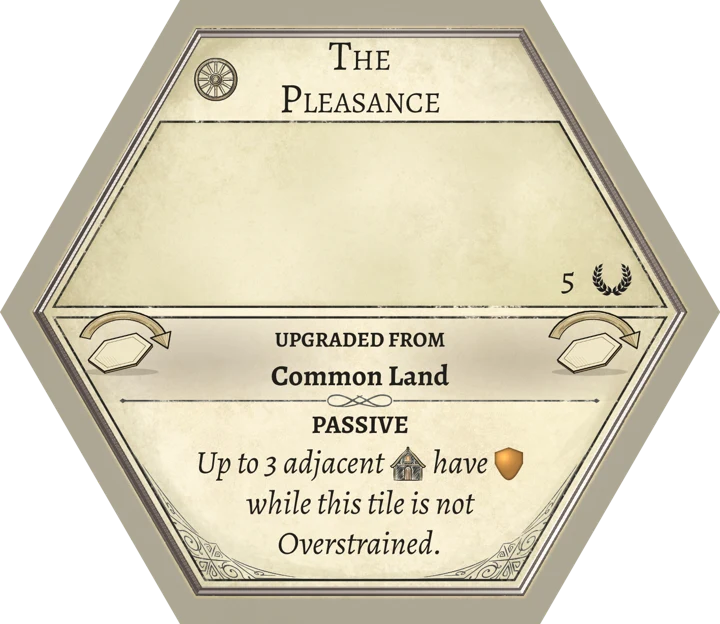 The
Pleasance
5
UPGRADED FROM
Common Land
PASSIVE
Up to 3 adjacent have
while this tile is not
Overstrained.